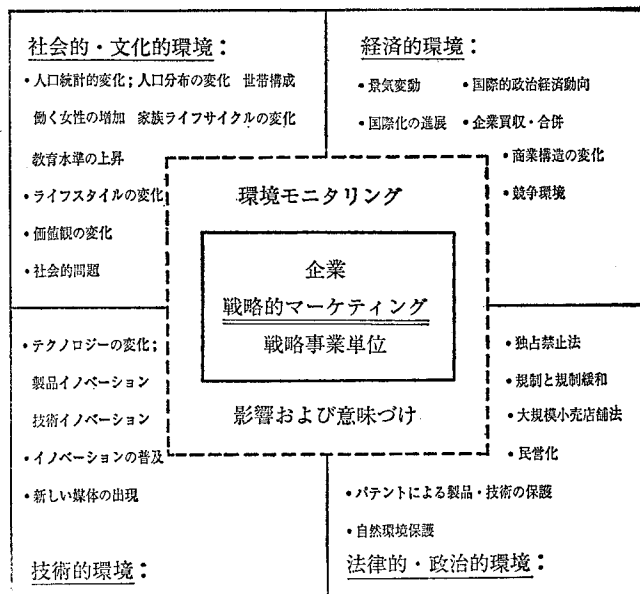 社会的・文化的環境：
・人口統計的変化；人口分布の変化　世帯構成
働く女性の増加　家族ライフサイクルの変化
教育水準の上昇
・ライフスタイルの変化
・価値観の変化
・社会的問題
経済的環境：
・景気変動　・国際的政治経済動向
・国際化の進展　・企業買収・合併
・商業構造の変化
・競争環境
環境モニタリング
企業
戦略的マーケティング
戦略事業単位
影響および意味づけ
・テクノロジーの変化；
製品イノベーション
技術イノベーション
・イノベーションの普及
・新しい媒体の出現
技術的環境：
・独占禁止法
・規制と規制緩和
・大規模小売店舗法
・民営化
・パテントによる製品・技術の保護
・自然環境保護
法律的・政治的環境：